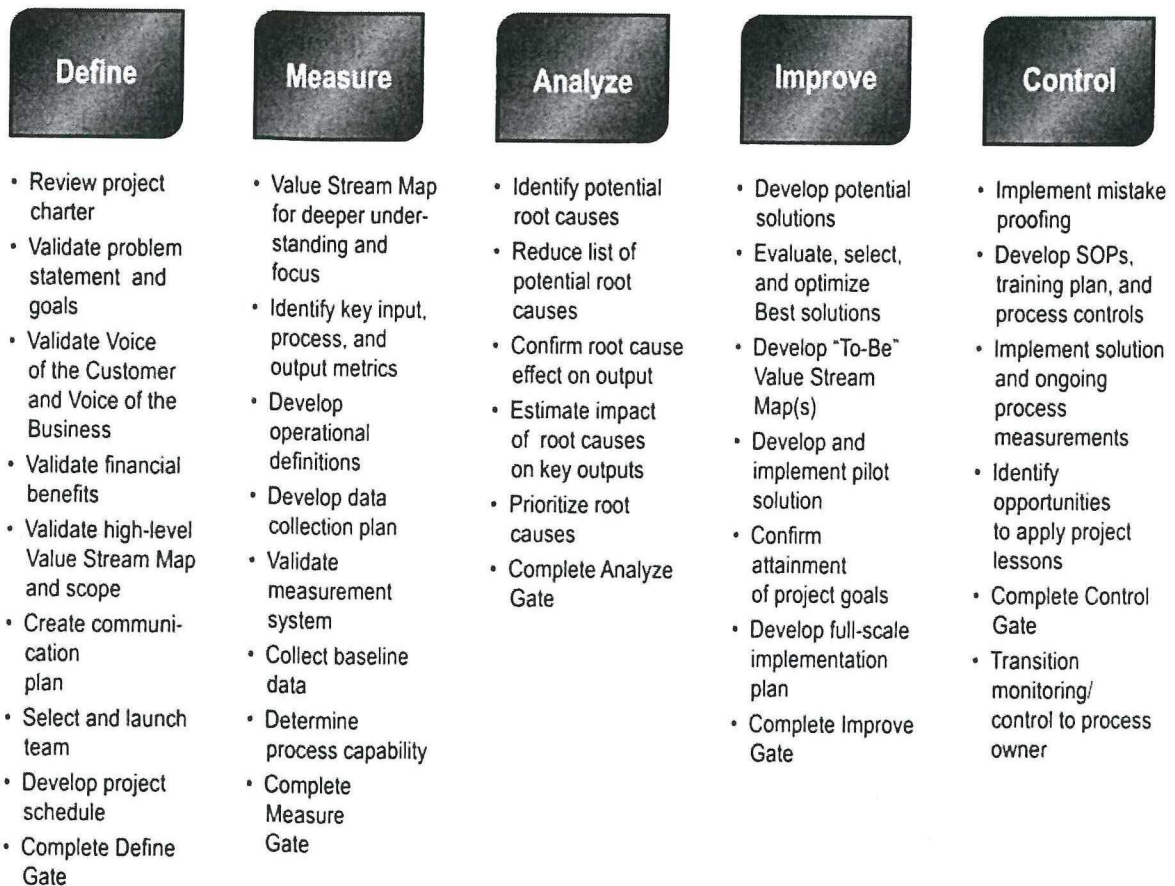 Define
• Review project
charter
• Validate problem
statement and
goals
• Validate Voice
of the Customer
and Voice of the
Business
• Validate financial
benefits
• Validate high-level
Value Stream Map
and scope
• Create communi-
cation
plan
• Select and launch
team
• Develop project
schedule
• Complete Define
Gate
Measure
• Value Stream Map
for deeper under-
standing and
focus
• Identify key input,
process, and
output metrics
• Develop
operational
definitions
• Develop data
collection plan
• Validate
measurement
system
• Collect baseline
data
• Determine
process capability
• Complete
Measure
Gate
Analyze
• Identify potential
root causes
• Reduce list of
potential root
causes
• Confirm root cause
effect on output
• Estimate impact
of root causes
on key outputs
• Prioritize root
causes
• Complete Analyze
Gate
Improve
• Develop potential
solutions
• Evaluate, select,
and optimize
Best solutions
• Develop "To-Be"
Value Stream
Map(s)
• Develop and
implement pilot
solution
• Confirm
attainment
of project goals
• Develop full-scale
implementation
plan
• Complete Improve
Gate
Control
• Implement mistake
proofing
• Develop SOPs,
training plan, and
process controls
• Implement solution
and ongoing
process
measurements
• Identify
opportunities
to apply project
lessons
• Complete Control
Gate
• Transition
monitoring/
control to process
owner